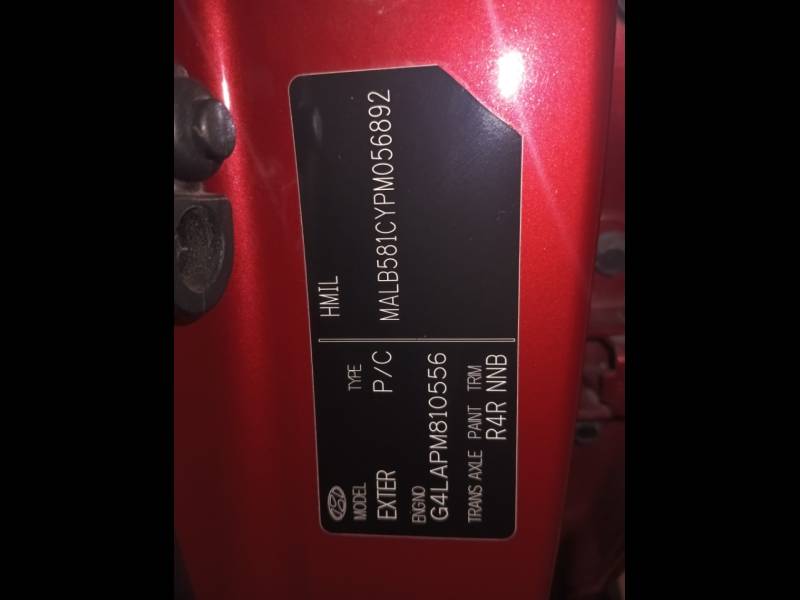 HMIL
MALB581CYPM056892
MODEL TYPE
EXTER P/C
ENGNO
G4LAPM810556
TRANS AXLE PAINT TRIM
R4R NNB